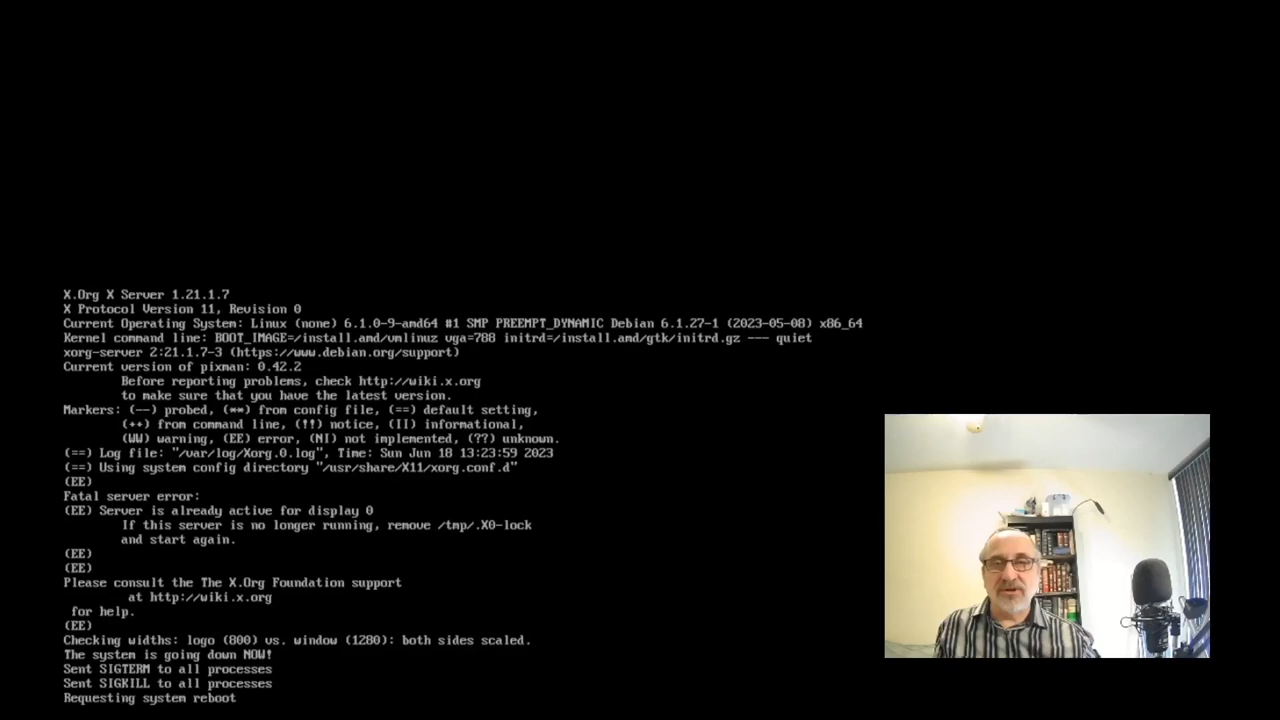 X.Org X Server 1.21.1.7
X Protocol Version 11, Revision 0
Current Operating System: Linux (none) 6.1.0-9-amd64 #1 SMP PREEMPT_DYNAMIC Debian 6.1.27-1 (2023-05-08) x86_64
Kernel command line: BOOT_IMAGE=/install.amd/vmlinuz vga=788 initrd=/install.amd/gtk/initrd.gz --- quiet
xorg-server 2:21.1.7-3 (https://www.debian.org/support)
Current version of pixman: 0.42.2
Before reporting problems, check http://wiki.x.org
to make sure that you have the latest version.
Markers: (--) probed, (**) from config file, (==) default setting,
(++) from command line, (!!) notice, (II) informational,
(WW) warning, (EE) error, (NI) not implemented, (??) unknown.
(==) Log file: "/var/log/Xorg.0.log", Time: Sun Jun 18 13:23:59 2023
(==) Using system config directory "/usr/share/X11/xorg.conf.d"
(EE)
Fatal server error:
(EE) Server is already active for display 0
If this server is no longer running, remove /tmp/.X0-lock
and start again.
(EE)
(EE)
Please consult the The X.Org Foundation support
at http://wiki.x.org
for help.
(EE)
Checking widths: logo (800) vs. window (1280): both sides scaled.
The system is going down NOW!
Sent SIGTERM to all processes
Sent SIGKILL to all processes
Requesting system reboot